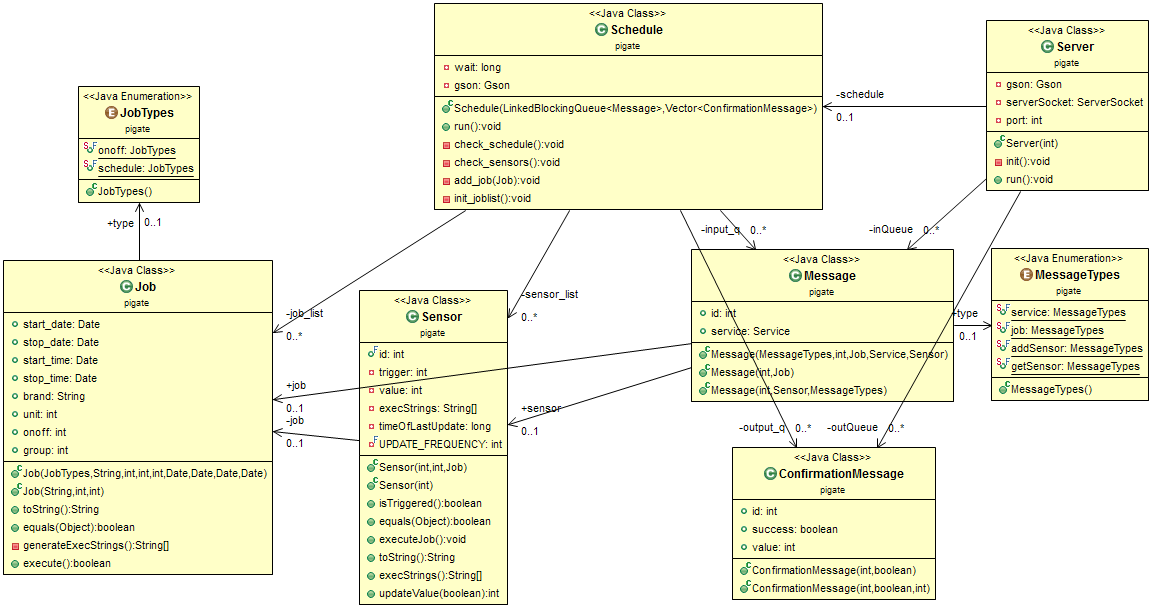 <<Java Class>>
Schedule
pigate
wait: long
gson: Gson
Schedule(LinkedBlockingQueue<Message>,Vector<ConfirmationMessage>)
run():void
check_schedule():void
check_sensors():void
add_job(Job):void
init_joblist():void
<<Java Class>>
Server
pigate
gson: Gson
serverSocket: ServerSocket
port: int
Server(int)
init():void
run():void
-schedule
0..1
<<Java Enumeration>>
JobTypes
pigate
onoff: JobTypes
schedule: JobTypes
JobTypes()
+type
0..1
-input_q
0..*
-inQueue
0..*
<<Java Class>>
Job
pigate
start_date: Date
stop_date: Date
start_time: Date
stop_time: Date
brand: String
unit: int
onoff: int
group: int
Job(JobTypes,String,int,int,int,Date,Date,Date,Date)
Job(String,int,int)
toString():String
equals(Object):boolean
generateExecStrings():String[]
execute():boolean
-job_list
0..*
+job
0..1
-job
0..1
<<Java Class>>
Sensor
pigate
id: int
trigger: int
value: int
execStrings: String[]
timeOfLastUpdate: long
UPDATE_FREQUENCY: int
Sensor(int,int,Job)
Sensor(int)
isTriggered():boolean
equals(Object):boolean
executeJob():void
toString():String
execStrings():String[]
updateValue(boolean):int
-sensor_list
0..*
+sensor
0..1
<<Java Class>>
Message
pigate
id: int
service: Service
Message(MessageTypes,int,Job,Service,Sensor)
Message(int,Job)
Message(int,Sensor,MessageTypes)
+type
0..1
<<Java Enumeration>>
MessageTypes
pigate
service: MessageTypes
job: MessageTypes
addSensor: MessageTypes
getSensor: MessageTypes
MessageTypes()
-output_q
0..*
-outQueue
0..*
<<Java Class>>
ConfirmationMessage
pigate
id: int
success: boolean
value: int
ConfirmationMessage(int,boolean)
ConfirmationMessage(int,boolean,int)